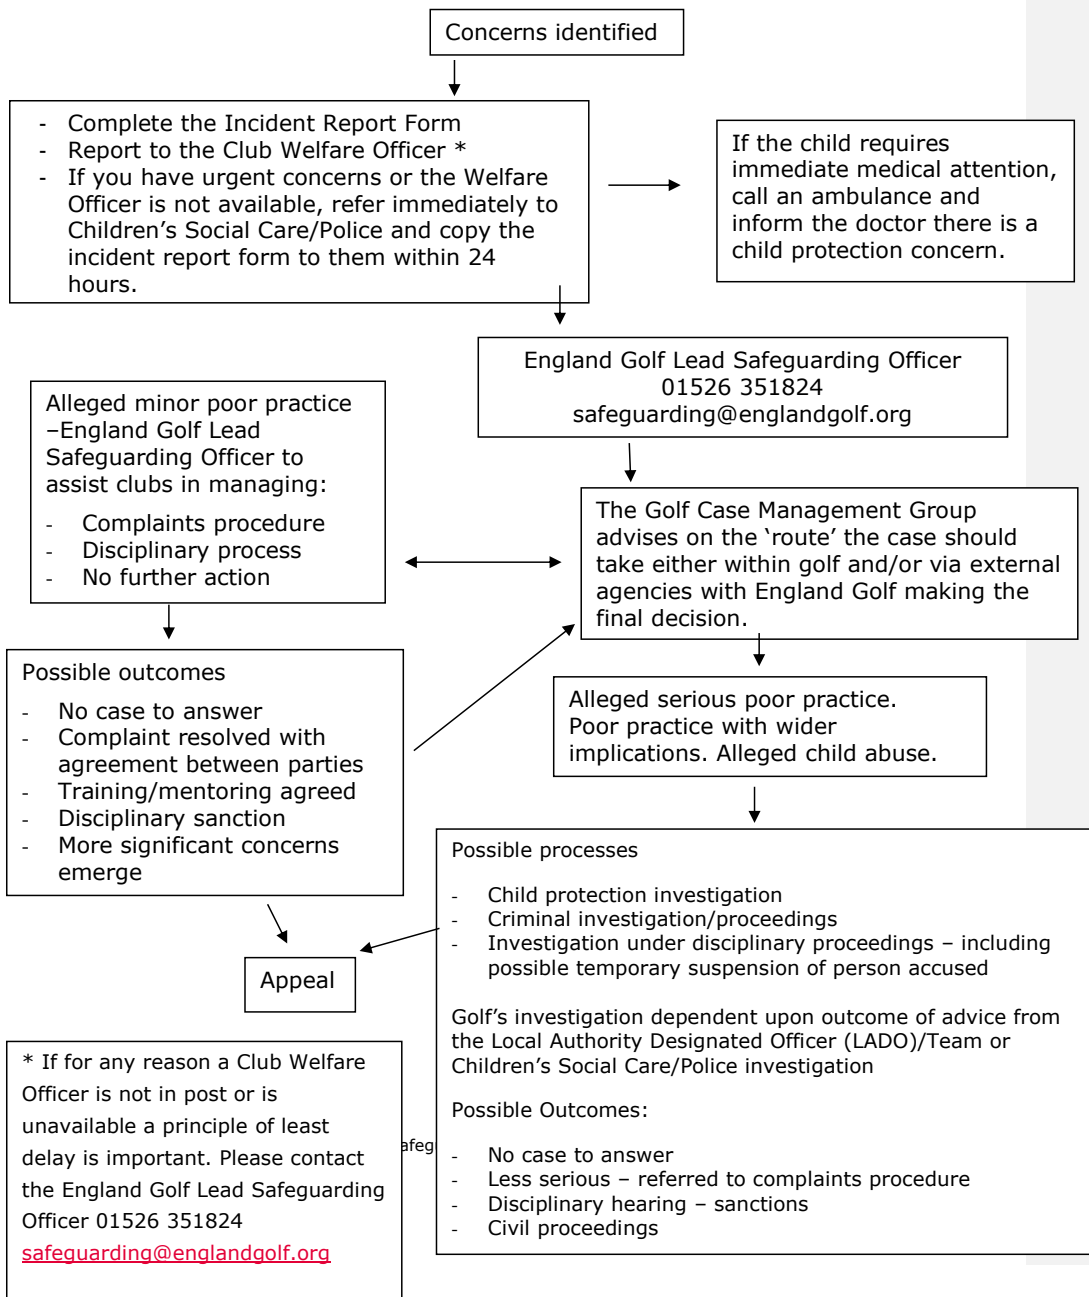 Concerns identified
- Complete the Incident Report Form
- Report to the Club Welfare Officer *
- If you have urgent concerns or the Welfare
Officer is not available, refer immediately to
Children’s Social Care/Police and copy the
incident report form to them within 24
hours.
If the child requires
immediate medical attention,
call an ambulance and
inform the doctor there is a
child protection concern.
England Golf Lead Safeguarding Officer
01526 351824
safeguarding@englandgolf.org
Alleged minor poor practice
–England Golf Lead
Safeguarding Officer to
assist clubs in managing:
- Complaints procedure
- Disciplinary process
- No further action
The Golf Case Management Group
advises on the ‘route’ the case should
take either within golf and/or via external
agencies with England Golf making the
final decision.
Possible outcomes
- No case to answer
- Complaint resolved with
agreement between parties
- Training/mentoring agreed
- Disciplinary sanction
- More significant concerns
emerge
Alleged serious poor practice.
Poor practice with wider
implications. Alleged child abuse.
Possible processes
- Child protection investigation
- Criminal investigation/proceedings
- Investigation under disciplinary proceedings – including
possible temporary suspension of person accused
Golf’s investigation dependent upon outcome of advice from
the Local Authority Designated Officer (LADO)/Team or
Children’s Social Care/Police investigation
Possible Outcomes:
- No case to answer
- Less serious – referred to complaints procedure
- Disciplinary hearing – sanctions
- Civil proceedings
Appeal
* If for any reason a Club Welfare
Officer is not in post or is
unavailable a principle of least
delay is important. Please contact
the England Golf Lead Safeguarding
Officer 01526 351824
safeguarding@englandgolf.org